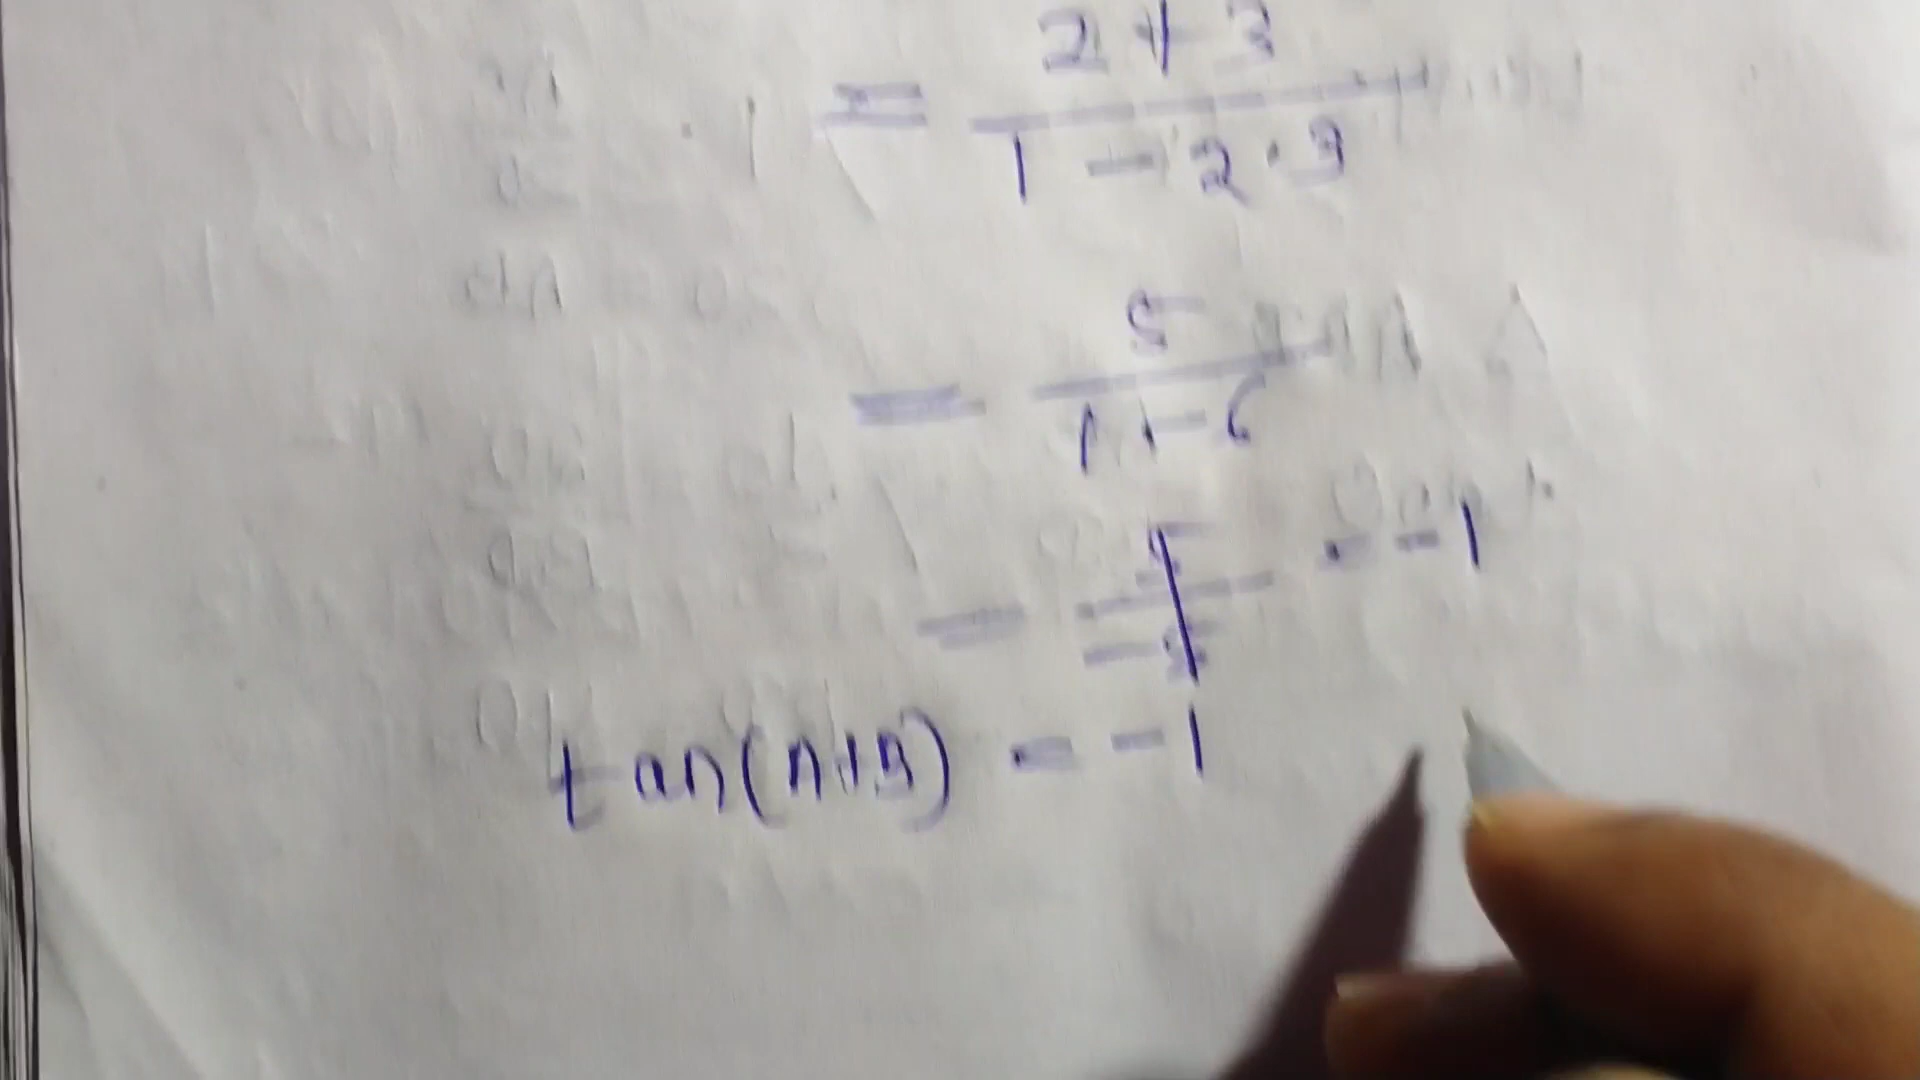 = 2 + 3
1 - 2 . 3
= 5
1 - 6
= 5 = -1
-5
tan(A+B) = -1